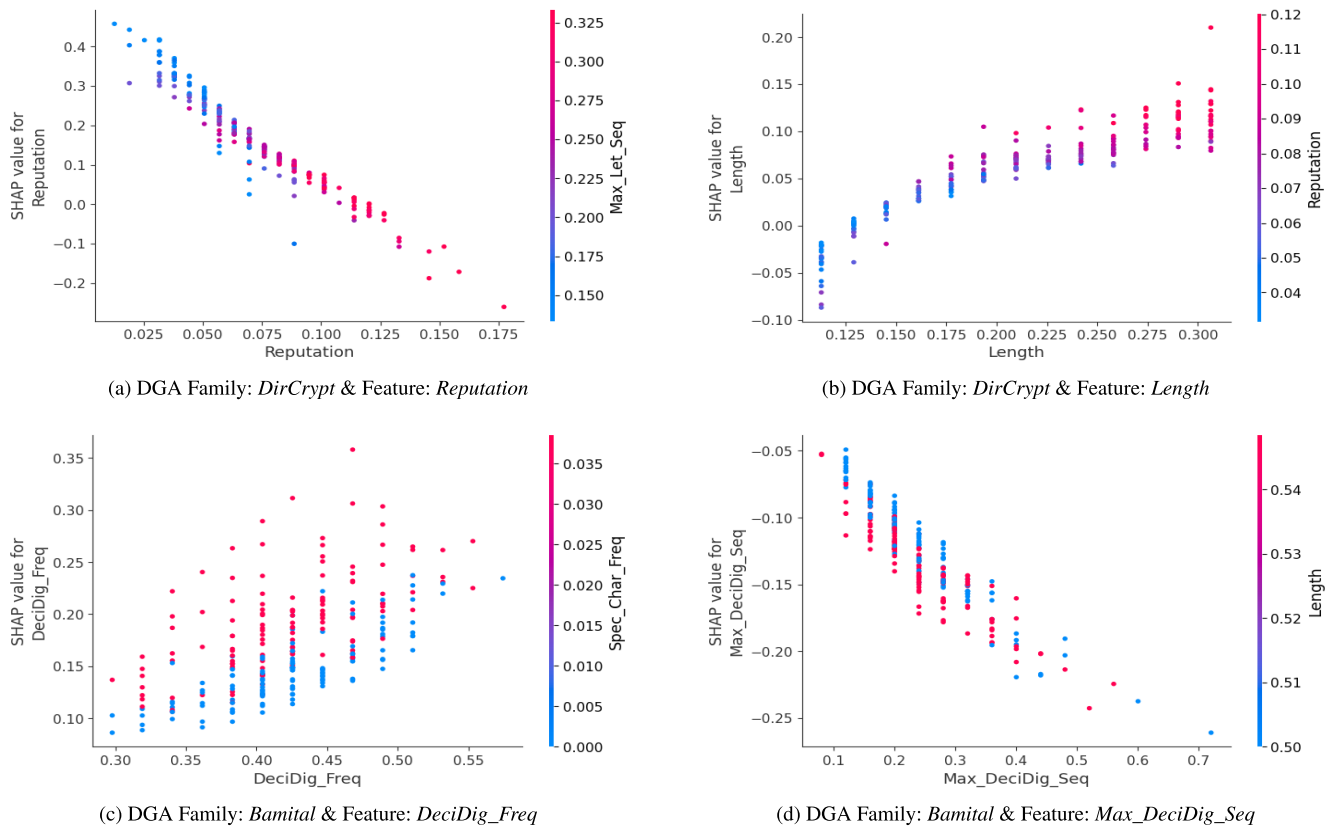 0.4
0.3
0.2
0.1
0.0
−0.1
−0.2
SHAP value for
Reputation
0.025 0.050 0.075 0.100 0.125 0.150 0.175
Reputation
0.325
0.300
0.275
0.250
0.225
0.200
0.175
0.150
Max_Let_Seq
(a) DGA Family: DirCrypt & Feature: Reputation
0.20
0.15
0.10
0.05
0.00
−0.05
−0.10
SHAP value for
Length
0.125 0.150 0.175 0.200 0.225 0.250 0.275 0.300
Length
0.12
0.11
0.10
0.09
0.08
0.07
0.06
0.05
0.04
Reputation
(b) DGA Family: DirCrypt & Feature: Length
0.35
0.30
0.25
0.20
0.15
0.10
SHAP value for
DeciDig_Freq
0.30 0.35 0.40 0.45 0.50 0.55
DeciDig_Freq
0.035
0.030
0.025
0.020
0.015
0.010
0.005
0.000
Spec_Char_Freq
(c) DGA Family: Bamital & Feature: DeciDig_Freq
−0.05
−0.10
−0.15
−0.20
−0.25
SHAP value for
Max_DeciDig_Seq
0.1 0.2 0.3 0.4 0.5 0.6 0.7
Max_DeciDig_Seq
0.54
0.53
0.52
0.51
0.50
Length
(d) DGA Family: Bamital & Feature: Max_DeciDig_Seq